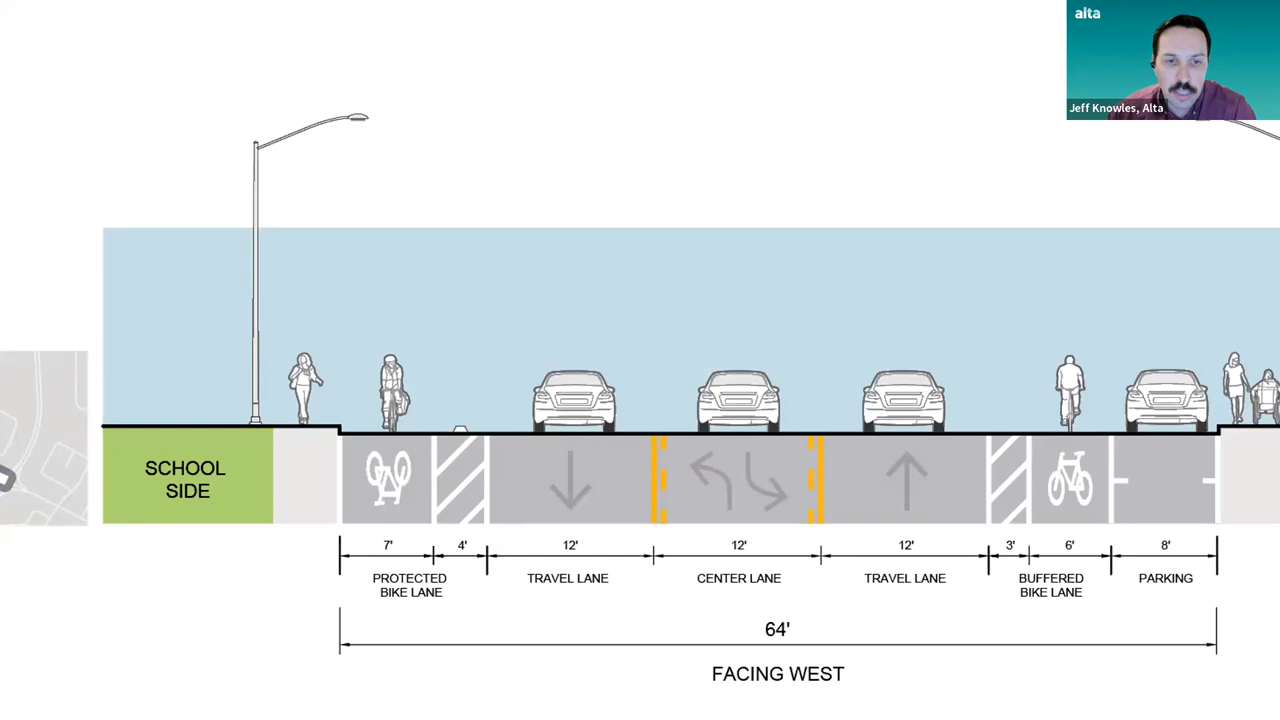 alta
Jeff Knowles, Alta
SCHOOL
SIDE
7'
4'
12'
12'
12'
3'
6'
8'
PROTECTED
BIKE LANE
TRAVEL LANE
CENTER LANE
TRAVEL LANE
BUFFERED
BIKE LANE
PARKING
64'
FACING WEST